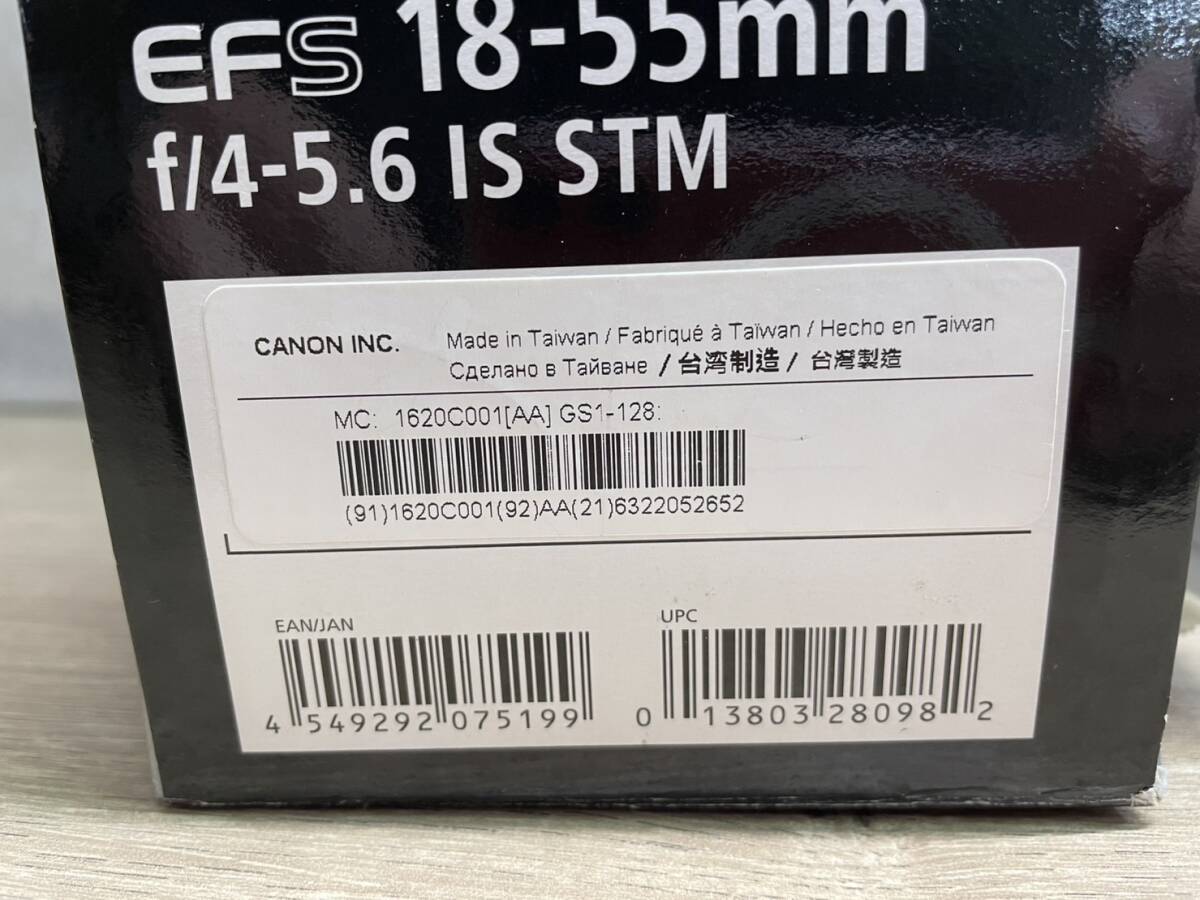 EFS 18-55mm
f/4-5.6 IS STM
CANON INC. Made in Taiwan / Fabriqué à Taïwan / Hecho en Taiwan
Сделано в Тайване / 台湾制造 / 台灣製造
MC: 1620C001[AA] GS1-128:
(91)1620C001(92)AA(21)6322052652
EAN/JAN
4 549292 075199
UPC
0 13803 28098 2